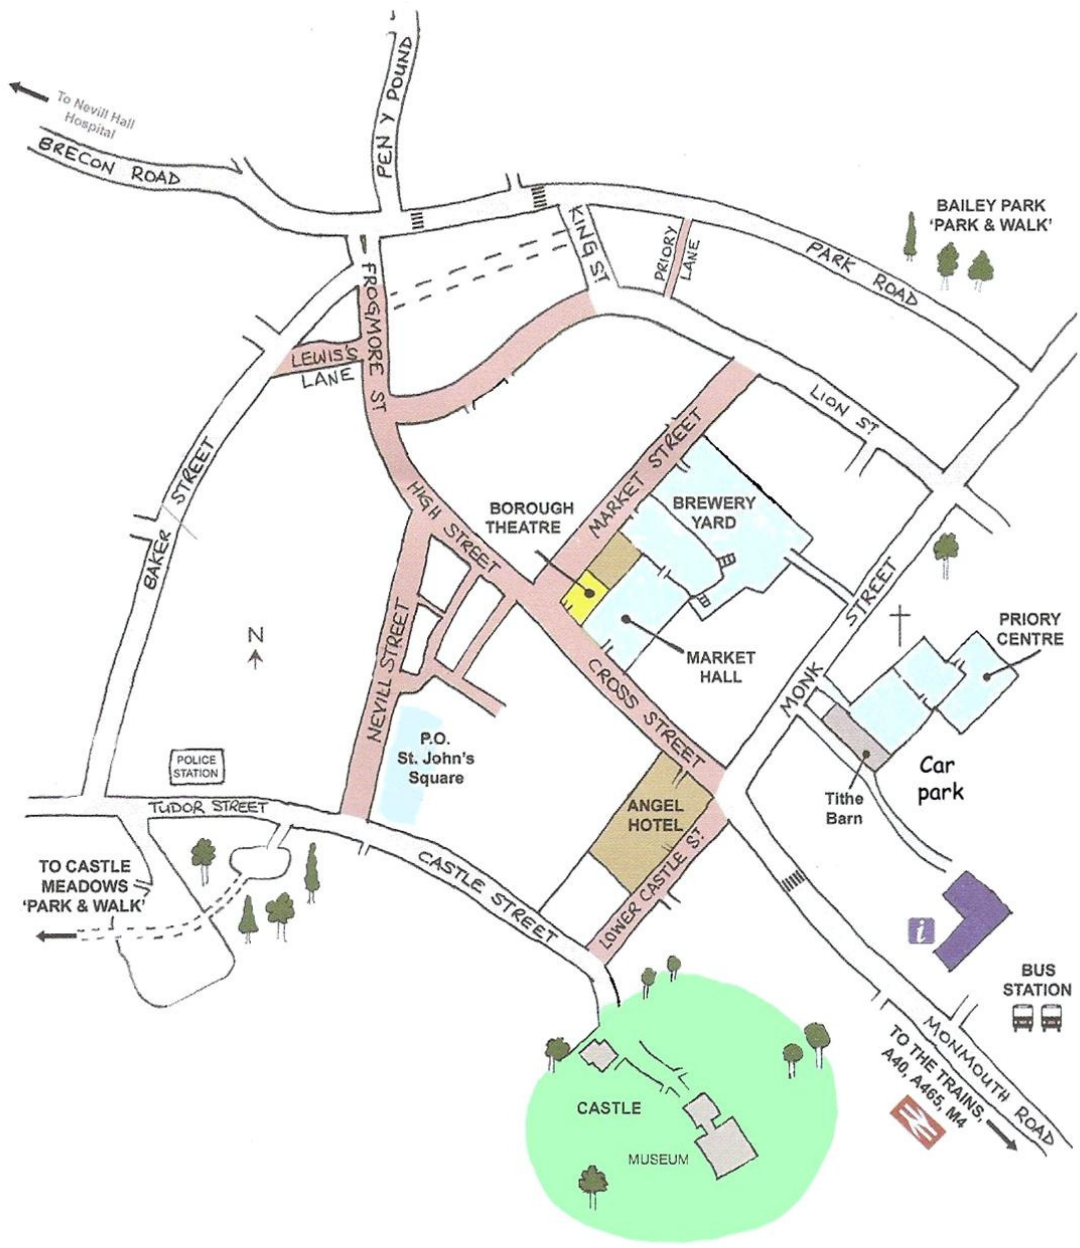 PEN Y POUND
To Nevill Hall
Hospital
BRECON ROAD
BAILEY PARK
'PARK & WALK'
KING ST
PRIORY
LANE
PARK ROAD
FROGMORE ST
LEWIS'S
LANE
LION ST
MARKET STREET
HIGH STREET
BAKER STREET
BREWERY
YARD
BOROUGH
THEATRE
MONK STREET
PRIORY
CENTRE
N
NEVILL STREET
MARKET
HALL
CROSS STREET
P.O.
St. John's
Square
POLICE
STATION
Car
park
Tithe
Barn
TUDOR STREET
ANGEL
HOTEL
CASTLE STREET
LOWER CASTLE ST.
TO CASTLE
MEADOWS
'PARK & WALK'
i
BUS
STATION
MONMOUTH ROAD
TO THE TRAINS,
A40, A465, M4
CASTLE
MUSEUM